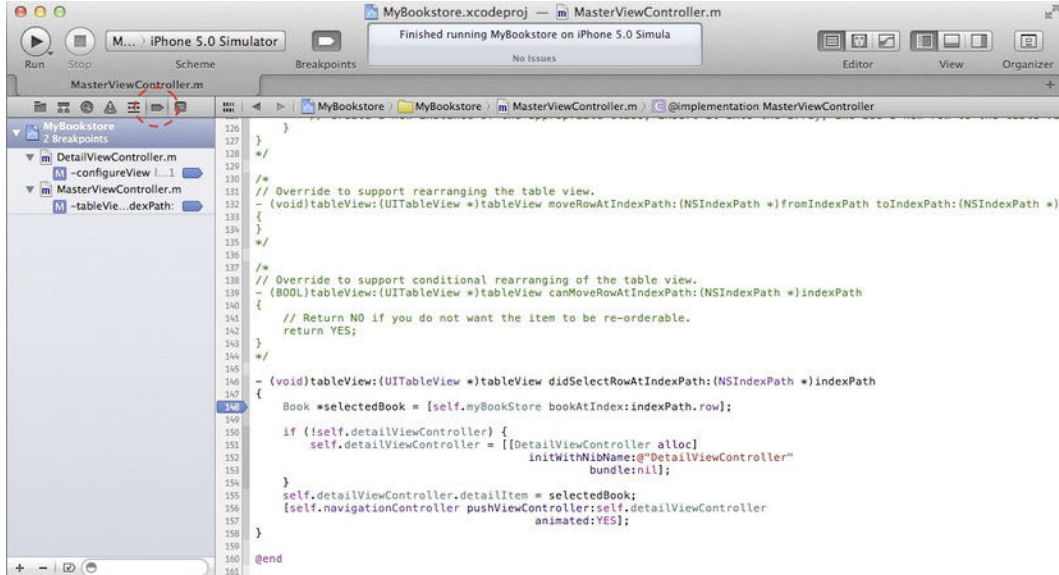 MyBookstore.xcodeproj — m MasterViewController.m
M... iPhone 5.0 Simulator
Finished running MyBookstore on iPhone 5.0 Simula
No Issues
Run Stop Scheme Breakpoints Editor View Organizer
MasterViewController.m
MyBookstore MyBookstore m MasterViewController.m C @implementation MasterViewController
MyBookstore
2 Breakpoints
m DetailViewController.m
M -configureView l...1
m MasterViewController.m
M -tableVie...dexPath:
126 }
127 }
128 */
129
130 /*
131 // Override to support rearranging the table view.
132 - (void)tableView:(UITableView *)tableView moveRowAtIndexPath:(NSIndexPath *)fromIndexPath toIndexPath:(NSIndexPath *)
133 {
134 }
135 */
136
137 /*
138 // Override to support conditional rearranging of the table view.
139 - (BOOL)tableView:(UITableView *)tableView canMoveRowAtIndexPath:(NSIndexPath *)indexPath
140 {
141 // Return NO if you do not want the item to be re-orderable.
142 return YES;
143 }
144 */
145
146 - (void)tableView:(UITableView *)tableView didSelectRowAtIndexPath:(NSIndexPath *)indexPath
147 {
148 Book *selectedBook = [self.myBookStore bookAtIndex:indexPath.row];
149
150 if (!self.detailViewController) {
151 self.detailViewController = [[DetailViewController alloc]
152 initWithNibName:@"DetailViewController"
153 bundle:nil];
154 }
155 self.detailViewController.detailItem = selectedBook;
156 [self.navigationController pushViewController:self.detailViewController
157 animated:YES];
158 }
159
160 @end
161